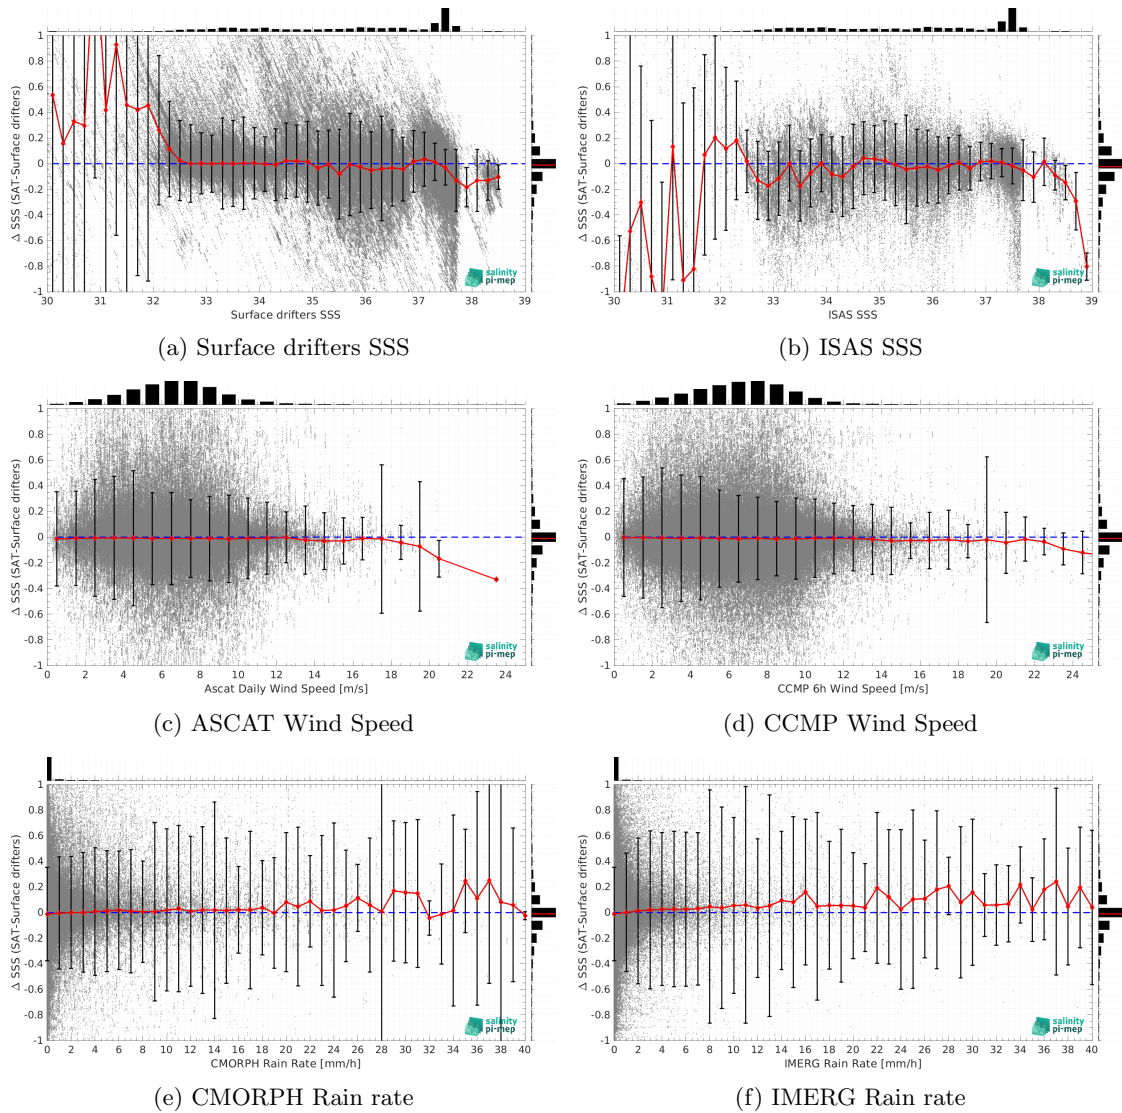 1
0.8
0.6
0.4
0.2
0
-0.2
-0.4
-0.6
-0.8
-1
Δ SSS (SAT-Surface drifters)
30 31 32 33 34 35 36 37 38 39
Surface drifters SSS
salinity
pi-mep
(a) Surface drifters SSS
1
0.8
0.6
0.4
0.2
0
-0.2
-0.4
-0.6
-0.8
-1
Δ SSS (SAT-Surface drifters)
30 31 32 33 34 35 36 37 38 39
ISAS SSS
salinity
pi-mep
(b) ISAS SSS
1
0.8
0.6
0.4
0.2
0
-0.2
-0.4
-0.6
-0.8
-1
Δ SSS (SAT-Surface drifters)
0 2 4 6 8 10 12 14 16 18 20 22 24
Ascat Daily Wind Speed [m/s]
salinity
pi-mep
(c) ASCAT Wind Speed
1
0.8
0.6
0.4
0.2
0
-0.2
-0.4
-0.6
-0.8
-1
Δ SSS (SAT-Surface drifters)
0 2 4 6 8 10 12 14 16 18 20 22 24
CCMP 6h Wind Speed [m/s]
salinity
pi-mep
(d) CCMP Wind Speed
1
0.8
0.6
0.4
0.2
0
-0.2
-0.4
-0.6
-0.8
-1
Δ SSS (SAT-Surface drifters)
0 2 4 6 8 10 12 14 16 18 20 22 24 26 28 30 32 34 36 38 40
CMORPH Rain Rate [mm/h]
salinity
pi-mep
(e) CMORPH Rain rate
1
0.8
0.6
0.4
0.2
0
-0.2
-0.4
-0.6
-0.8
-1
Δ SSS (SAT-Surface drifters)
0 2 4 6 8 10 12 14 16 18 20 22 24 26 28 30 32 34 36 38 40
IMERG Rain Rate [mm/h]
salinity
pi-mep
(f) IMERG Rain rate